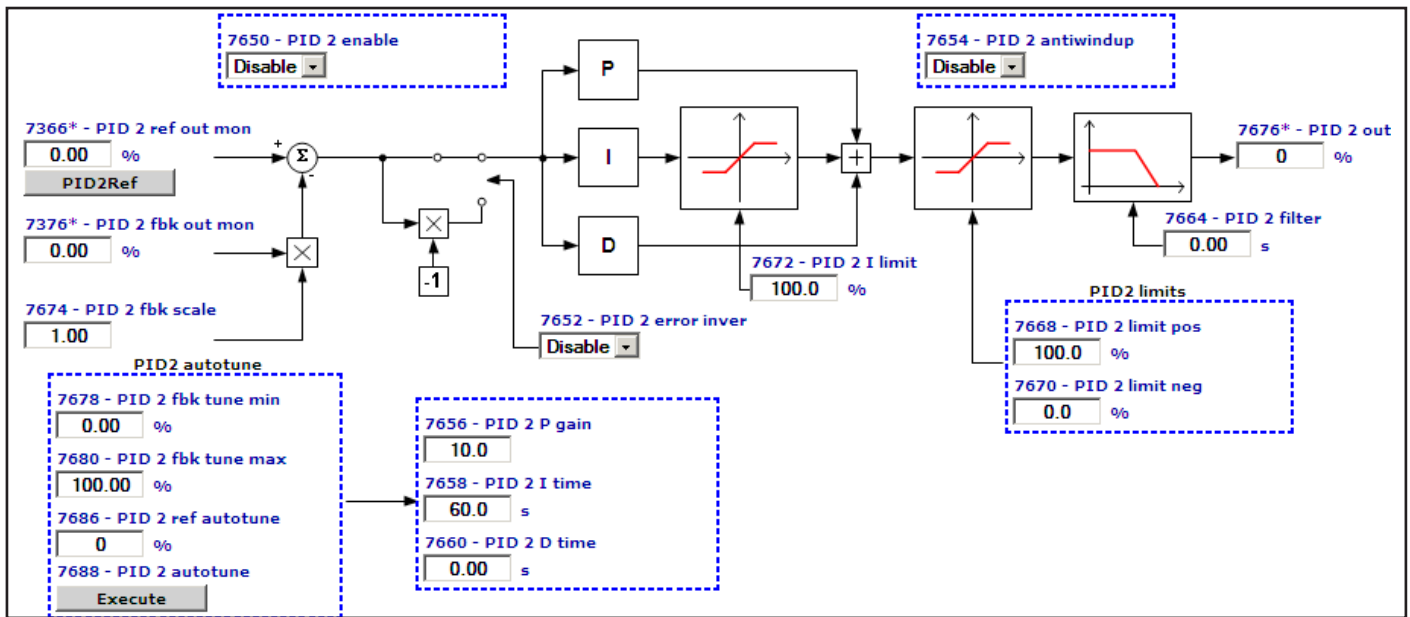 7650 - PID 2 enable
Disable
7654 - PID 2 antiwindup
Disable
P
7366* - PID 2 ref out mon
0.00 %
PID2Ref
+
Σ
-
I
+
7676* - PID 2 out
0 %
7376* - PID 2 fbk out mon
0.00 %
×
×
-1
D
7664 - PID 2 filter
0.00 s
7672 - PID 2 I limit
100.0 %
7674 - PID 2 fbk scale
1.00
7652 - PID 2 error inver
Disable
PID2 limits
7668 - PID 2 limit pos
100.0 %
7670 - PID 2 limit neg
0.0 %
PID2 autotune
7678 - PID 2 fbk tune min
0.00 %
7680 - PID 2 fbk tune max
100.00 %
7686 - PID 2 ref autotune
0 %
7688 - PID 2 autotune
Execute
7656 - PID 2 P gain
10.0
7658 - PID 2 I time
60.0 s
7660 - PID 2 D time
0.00 s